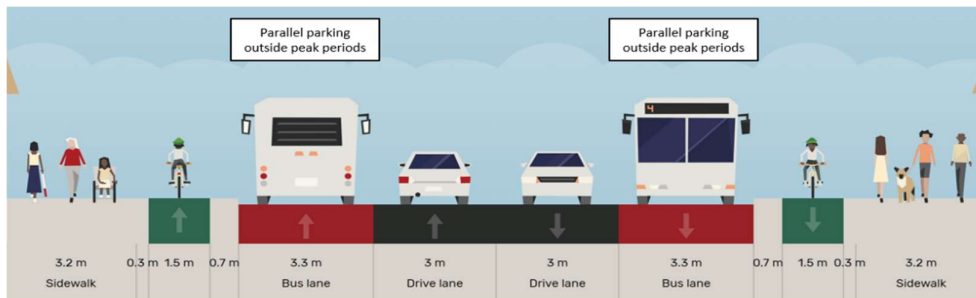 Parallel parking
outside peak periods
Parallel parking
outside peak periods
4
3.2 m 0.3 m 1.5 m 0.7 m 3.3 m 3 m 3 m 3.3 m 0.7 m 1.5 m 0.3 m 3.2 m
Sidewalk Bus lane Drive lane Drive lane Bus lane Sidewalk